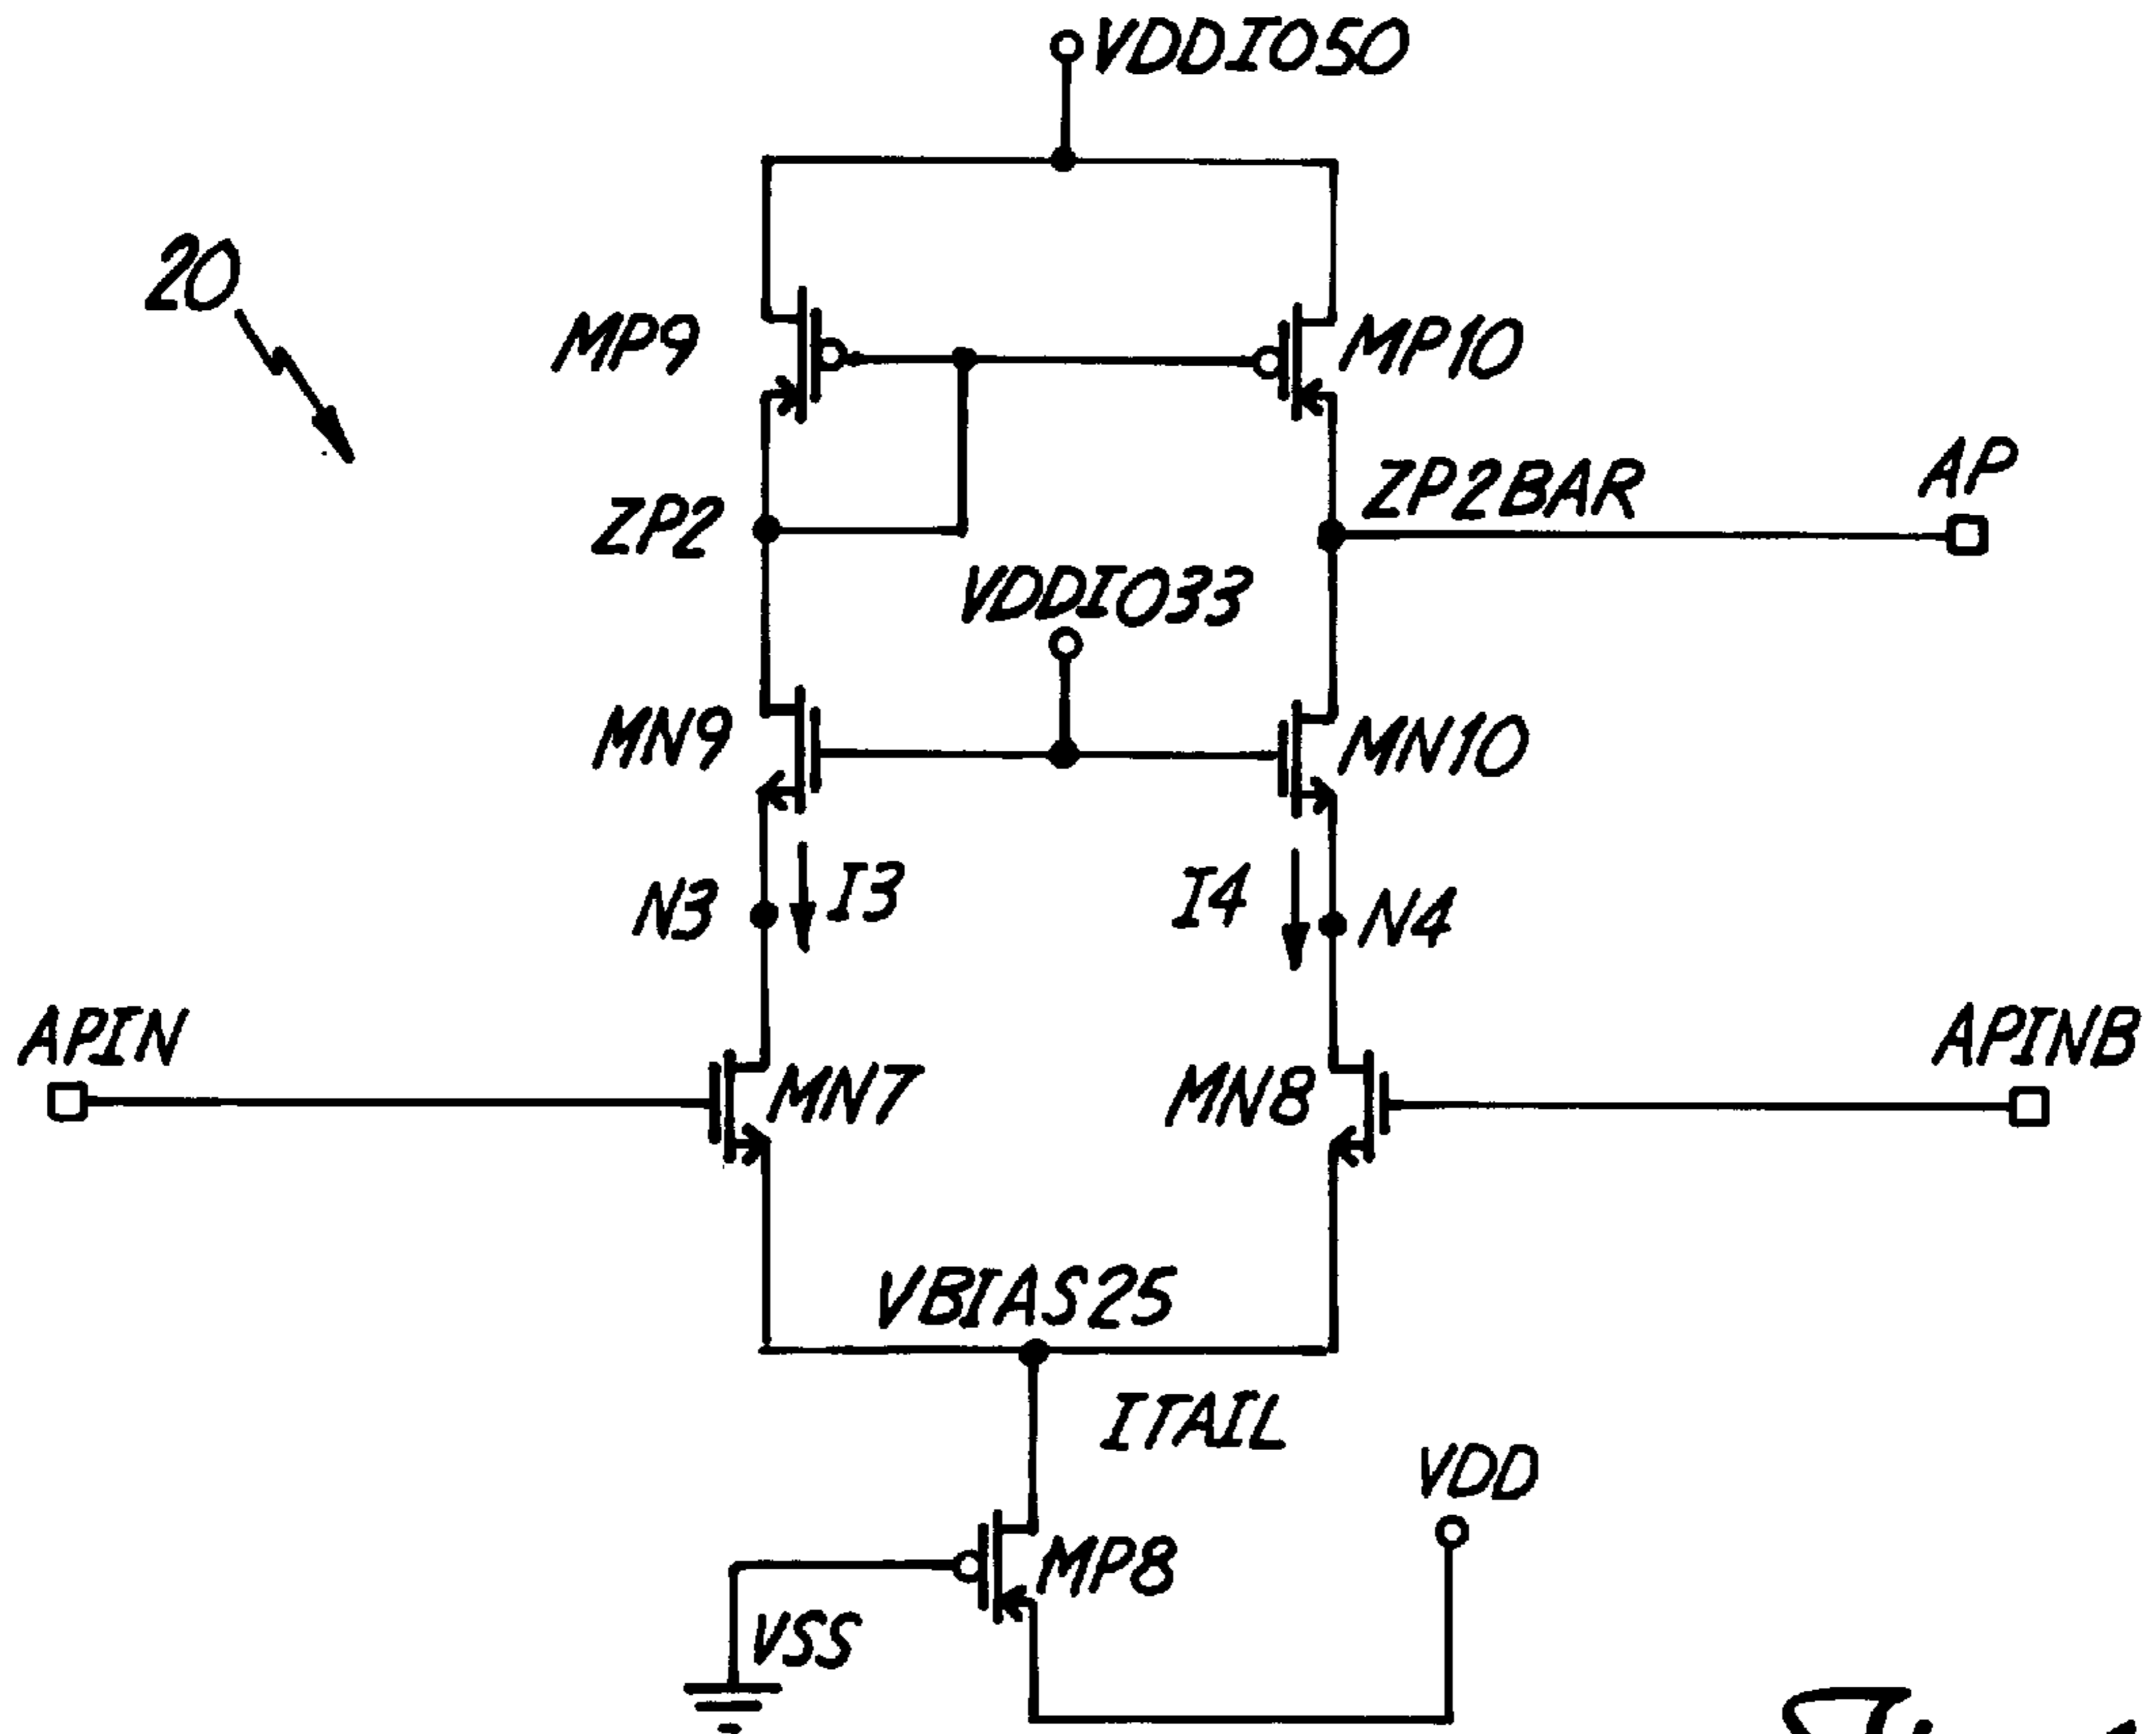 VDDIO50
20
MP9
MP10
ZP2
ZP2BAR
AP
VDDIO33
MN9
MN10
N3
I3
I4
N4
APIN
APINB
MN7
MN8
VBIAS25
ITAIL
VDD
MP8
VSS